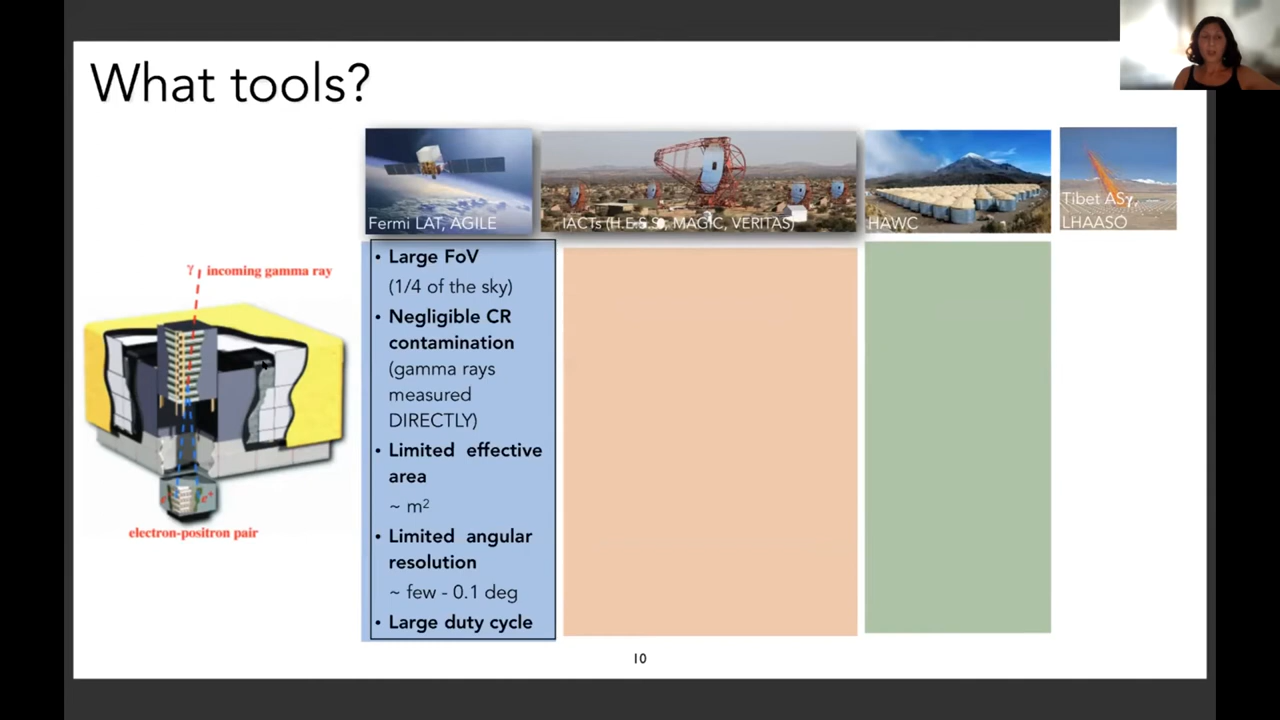 What tools?
Fermi LAT, AGILE
IACTs (H.E.S.S., MAGIC, VERITAS)
HAWC
Tibet ASγ,
LHAASO
γ incoming gamma ray
e⁻ e⁺
electron-positron pair
• Large FoV
(1/4 of the sky)
• Negligible CR
contamination
(gamma rays
measured
DIRECTLY)
• Limited effective
area
~ m²
• Limited angular
resolution
~ few - 0.1 deg
• Large duty cycle
10